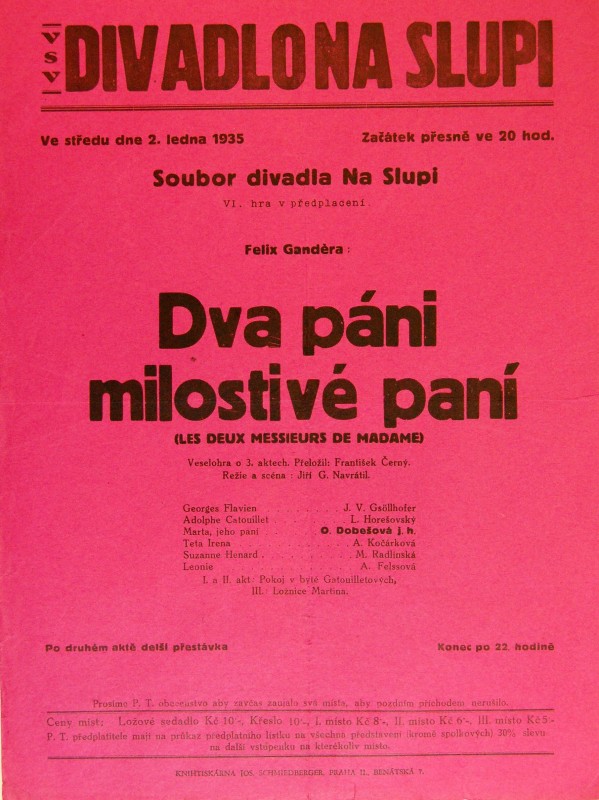 VSV DIVADLO NA SLUPI
Ve středu dne 2. ledna 1935 Začátek přesně ve 20 hod.
Soubor divadla Na Slupi
VI. hra v předplacení.
Felix Gandèra:
Dva páni
milostivé paní
(LES DEUX MESSIEURS DE MADAME)
Veselohra o 3. aktech. Přeložil: František Černý.
Režie a scéna: Jiří G. Navrátil.
Georges Flavien . . . . . . . J. V. Gsöllhofer
Adolphe Catouillet . . . . . . L. Horešovský
Marta, jeho paní . . . . . . O. Dobešová j. h.
Teta Irena . . . . . . . . . A. Kočárková
Suzanne Henard . . . . . . . M. Radlinská
Leonie . . . . . . . . . . A. Felssová
I. a II. akt: Pokoj v bytě Gatouilletových,
III.: Ložnice Martina.
Po druhém aktě delší přestávka Konec po 22. hodině
Prosíme P. T. obecenstvo aby ravčas zaujalo svá místa, aby pozdním příchodem nerušilo.
Ceny míst: Ložové sedadlo Kč 10·-, Křeslo 10·-, I. místo Kč 8·-, II. místo Kč 6·-, III. místo Kč 5·-
P. T. předplatitelé mají na průkaz předplatního lístku na všechna představení (kromě spolkových) 30% slevu
na další vstupenku na kterékoliv místo.
KNIHTISKÁRNA JOS. SCHMIEDBERGER, PRAHA II., BENÁTSKÁ 7.